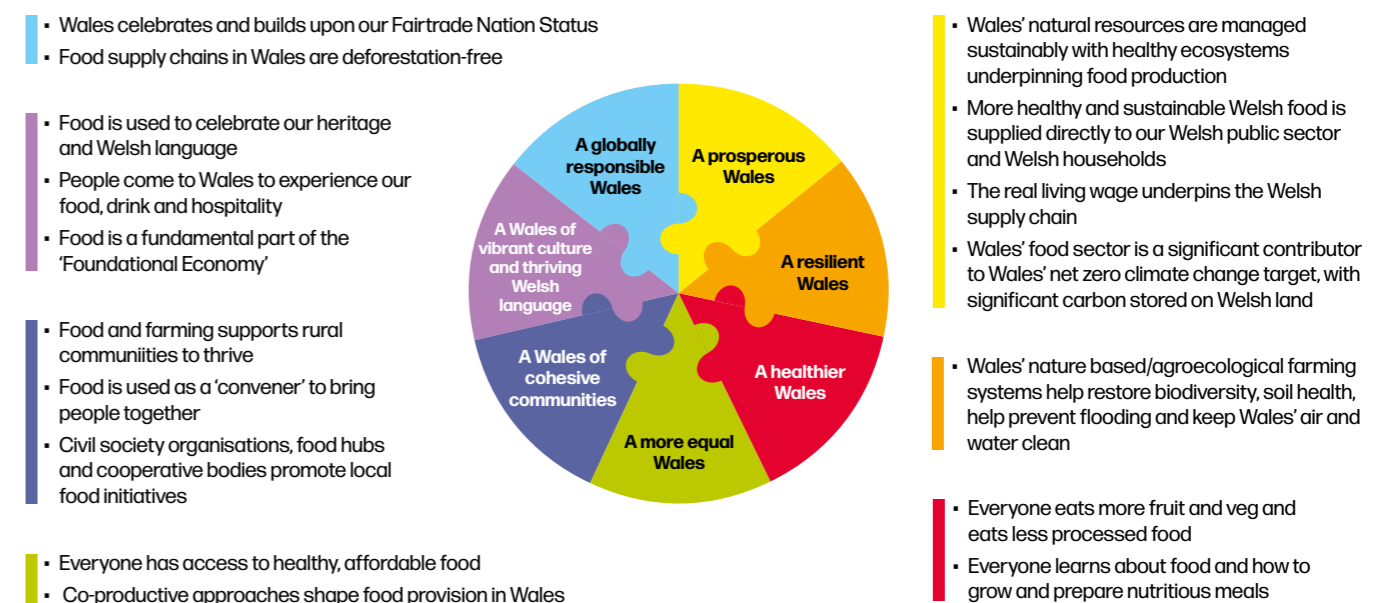 ▪ Wales celebrates and builds upon our Fairtrade Nation Status
▪ Food supply chains in Wales are deforestation-free
▪ Food is used to celebrate our heritage
and Welsh language
▪ People come to Wales to experience our
food, drink and hospitality
▪ Food is a fundamental part of the
‘Foundational Economy’
▪ Food and farming supports rural
communiities to thrive
▪ Food is used as a ‘convener’ to bring
people together
▪ Civil society organisations, food hubs
and cooperative bodies promote local
food initiatives
▪ Everyone has access to healthy, affordable food
▪ Co-productive approaches shape food provision in Wales
A globally
responsible
Wales
A prosperous
Wales
A Wales of
vibrant culture
and thriving
Welsh
language
A resilient
Wales
A Wales of
cohesive
communities
A healthier
Wales
A more equal
Wales
▪ Wales’ natural resources are managed
sustainably with healthy ecosystems
underpinning food production
▪ More healthy and sustainable Welsh food is
supplied directly to our Welsh public sector
and Welsh households
▪ The real living wage underpins the Welsh
supply chain
▪ Wales’ food sector is a significant contributor
to Wales’ net zero climate change target, with
significant carbon stored on Welsh land
▪ Wales’ nature based/agroecological farming
systems help restore biodiversity, soil health,
help prevent flooding and keep Wales’ air and
water clean
▪ Everyone eats more fruit and veg and
eats less processed food
▪ Everyone learns about food and how to
grow and prepare nutritious meals